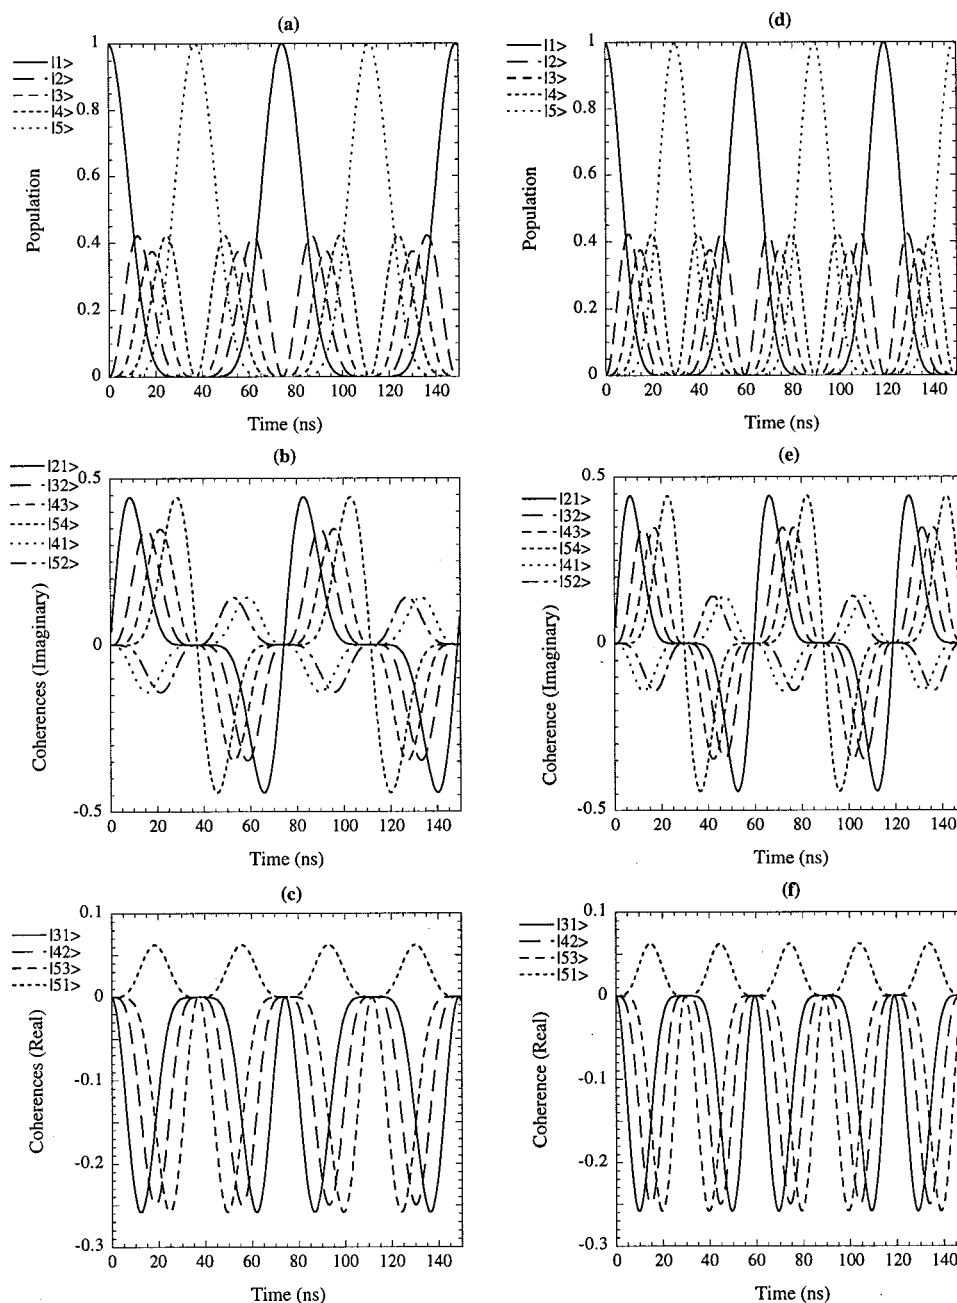 (a)
|1>
|2>
|3>
|4>
|5>
1
0.8
0.6
0.4
0.2
0
Population
0 20 40 60 80 100 120 140
Time (ns)
(d)
|1>
|2>
|3>
|4>
|5>
1
0.8
0.6
0.4
0.2
0
Population
0 20 40 60 80 100 120 140
Time (ns)
(b)
|21>
|32>
|43>
|54>
|41>
|52>
0.5
0
-0.5
Coherences (Imaginary)
0 20 40 60 80 100 120 140
Time (ns)
(e)
|21>
|32>
|43>
|54>
|41>
|52>
0.5
0
-0.5
Coherence (Imaginary)
0 20 40 60 80 100 120 140
Time (ns)
(c)
|31>
|42>
|53>
|51>
0.1
0
-0.1
-0.2
-0.3
Coherences (Real)
0 20 40 60 80 100 120 140
Time (ns)
(f)
|31>
|42>
|53>
|51>
0.1
0
-0.1
-0.2
-0.3
Coherence (Real)
0 20 40 60 80 100 120 140
Time (ns)